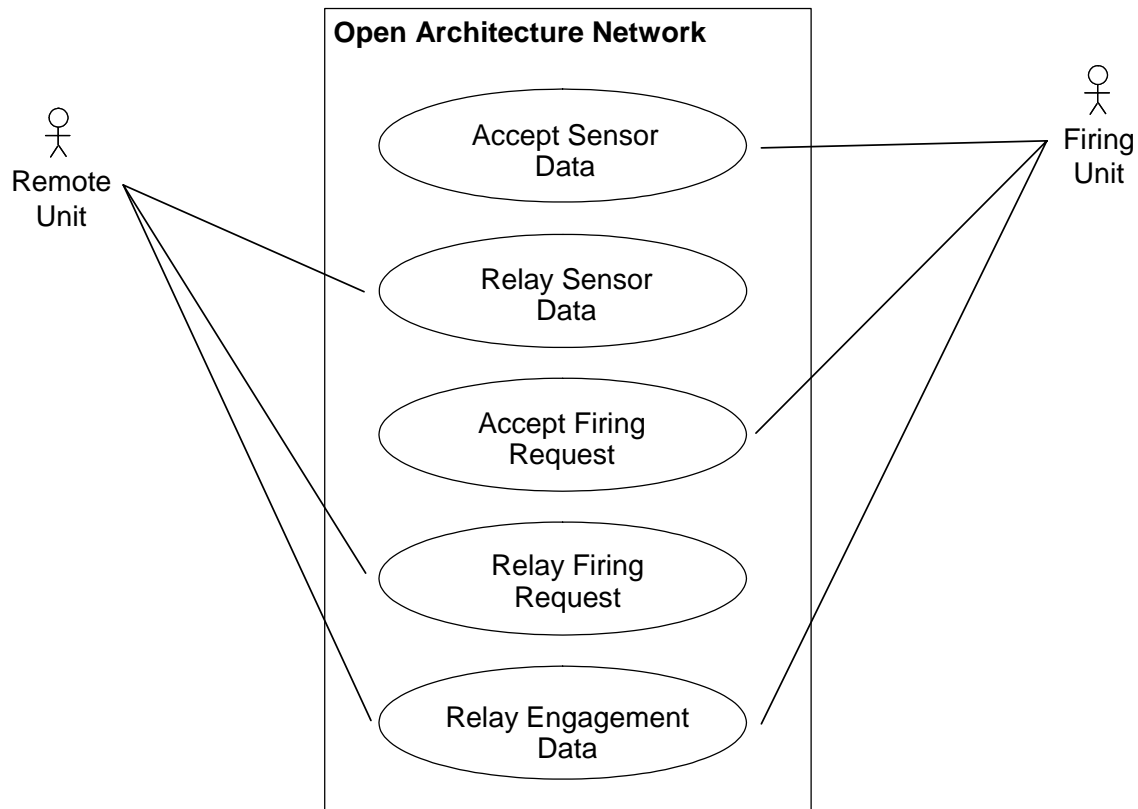 Open Architecture Network
Remote
Unit
Firing
Unit
Accept Sensor
Data
Relay Sensor
Data
Accept Firing
Request
Relay Firing
Request
Relay Engagement
Data